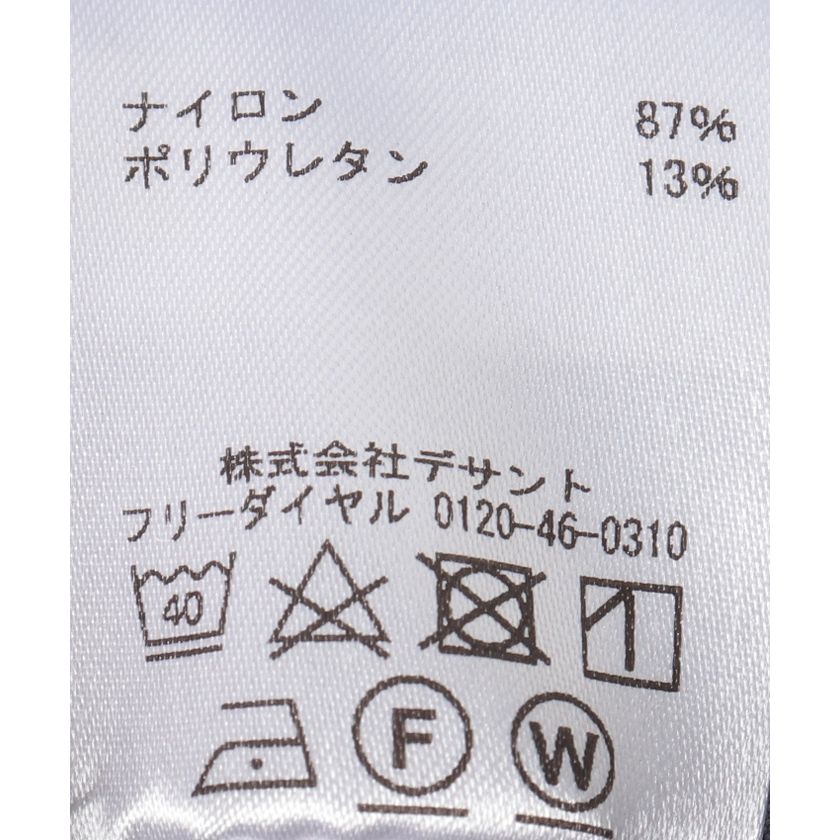 ナイロン 87%
ポリウレタン 13%
株式会社デサント
フリーダイヤル 0120-46-0310
40
F W